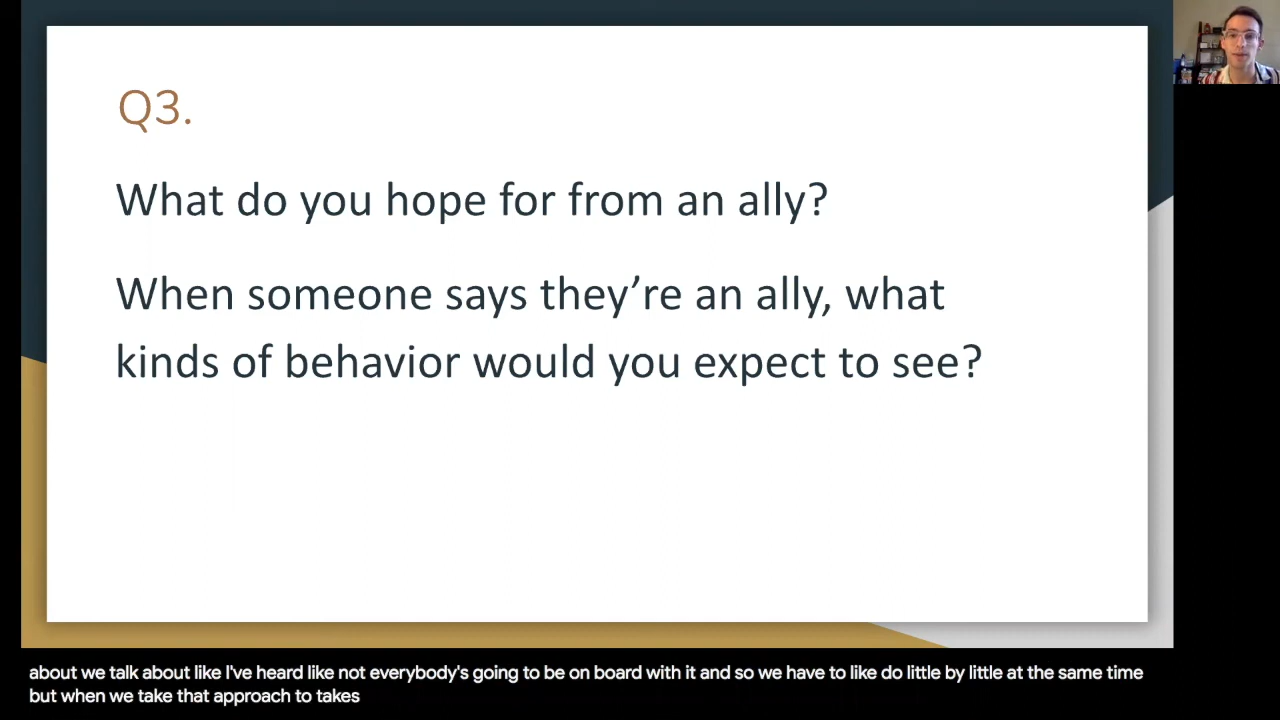 Q3.
What do you hope for from an ally?
When someone says they’re an ally, what
kinds of behavior would you expect to see?
about we talk about like I've heard like not everybody's going to be on board with it and so we have to like do little by little at the same time
but when we take that approach to takes